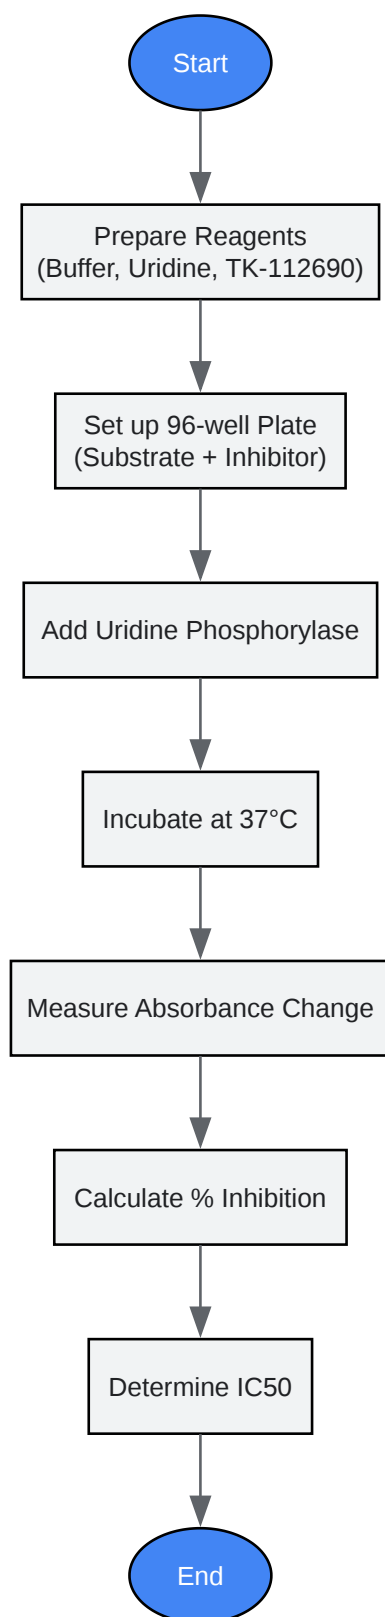 Start
Prepare Reagents
(Buffer, Uridine, TK-112690)
Set up 96-well Plate
(Substrate + Inhibitor)
Add Uridine Phosphorylase
Incubate at 37°C
Measure Absorbance Change
Calculate % Inhibition
Determine IC50
End